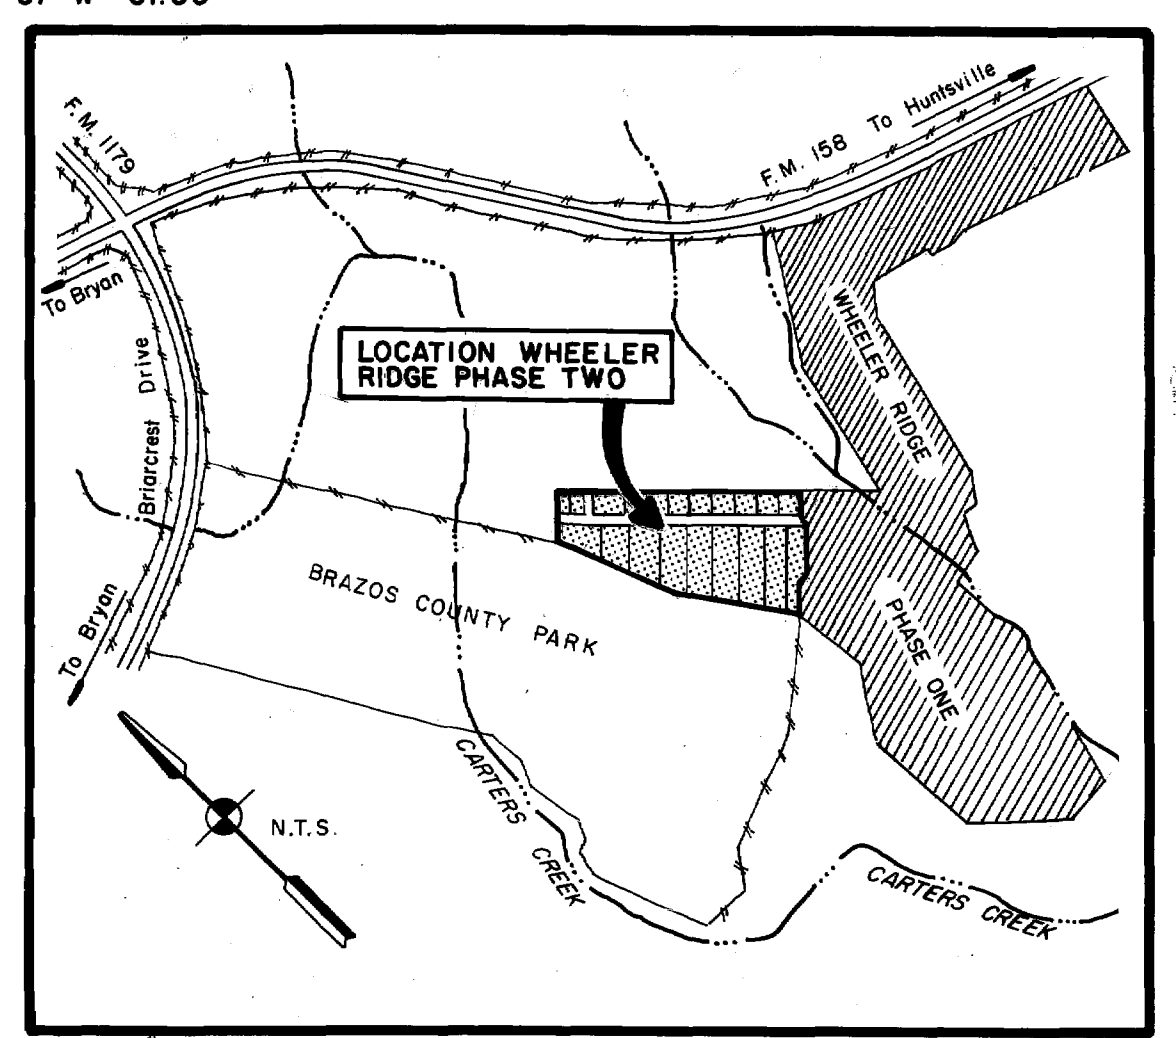 F.M. 1179
F.M. 158 To Huntsville
To Bryan
Briarcrest Drive
LOCATION WHEELER
RIDGE PHASE TWO
WHEELER RIDGE
PHASE ONE
BRAZOS COUNTY PARK
To Bryan
N.T.S.
CARTERS
CREEK
CARTERS CREEK